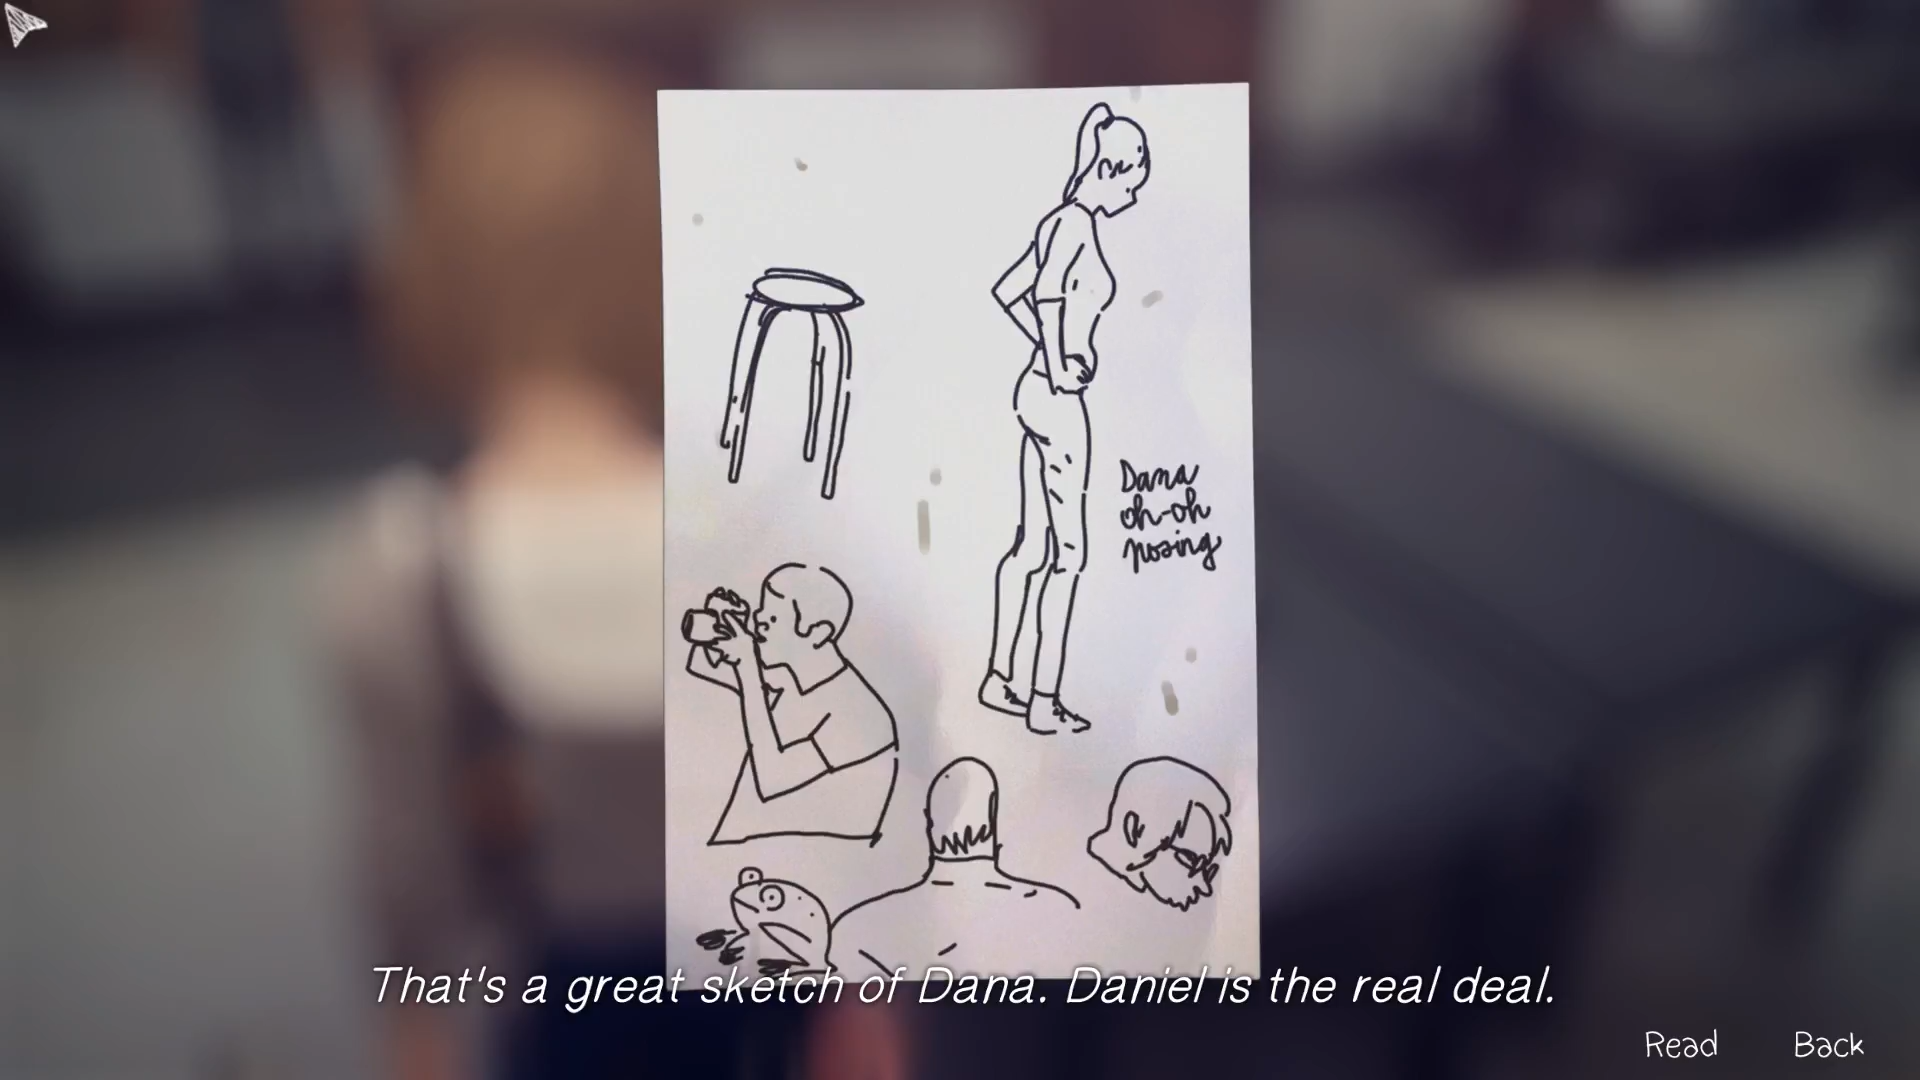 Dana
oh-oh
posing
That's a great sketch of Dana. Daniel is the real deal.
Read Back